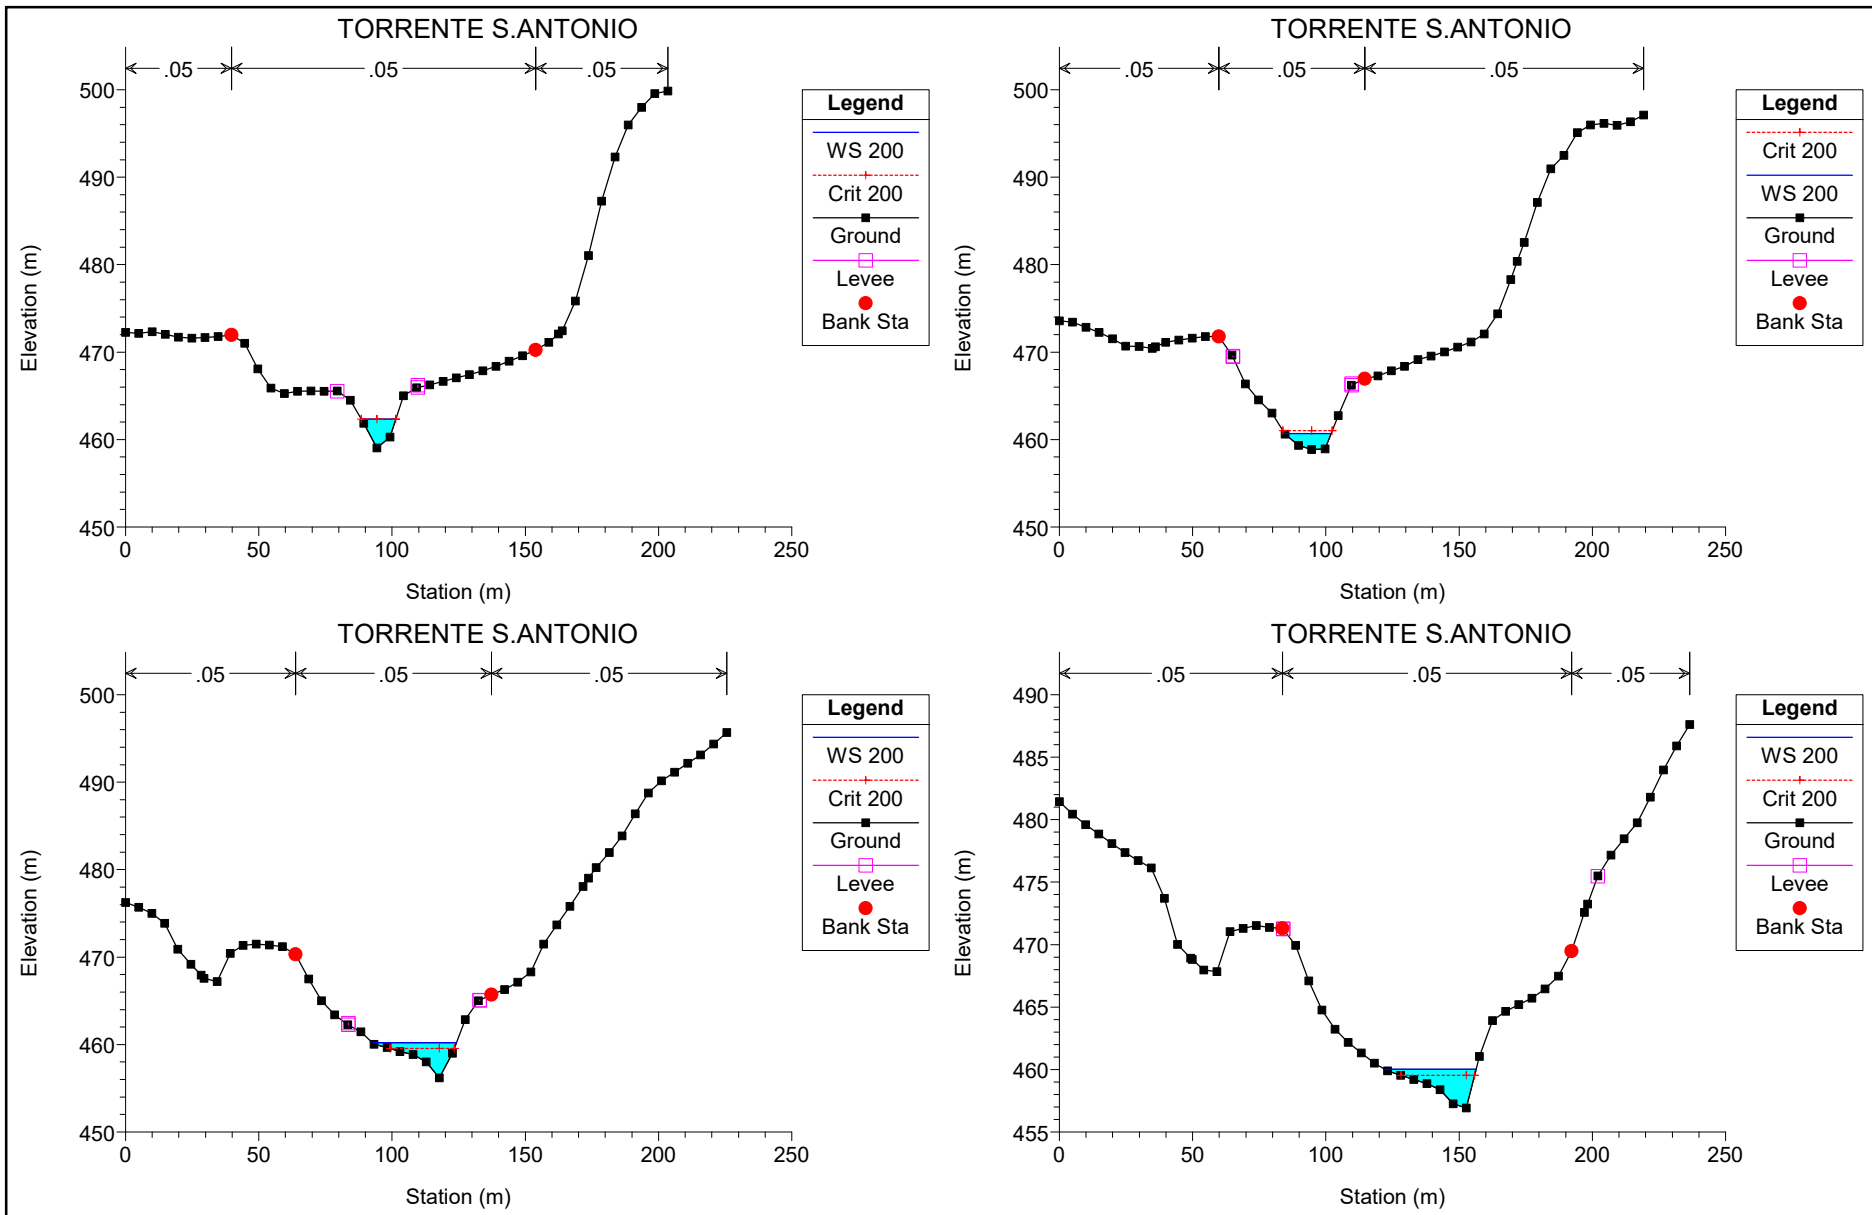 TORRENTE S.ANTONIO
.05 .05 .05
500
490
480
470
460
450
0 50 100 150 200 250
Elevation (m)
Station (m)
Legend
WS 200
Crit 200
Ground
Levee
Bank Sta
TORRENTE S.ANTONIO
.05 .05 .05
500
490
480
470
460
450
0 50 100 150 200 250
Elevation (m)
Station (m)
Legend
Crit 200
WS 200
Ground
Levee
Bank Sta
TORRENTE S.ANTONIO
.05 .05 .05
500
490
480
470
460
450
0 50 100 150 200 250
Elevation (m)
Station (m)
Legend
WS 200
Crit 200
Ground
Levee
Bank Sta
TORRENTE S.ANTONIO
.05 .05 .05
490
485
480
475
470
465
460
455
0 50 100 150 200 250
Elevation (m)
Station (m)
Legend
WS 200
Crit 200
Ground
Levee
Bank Sta